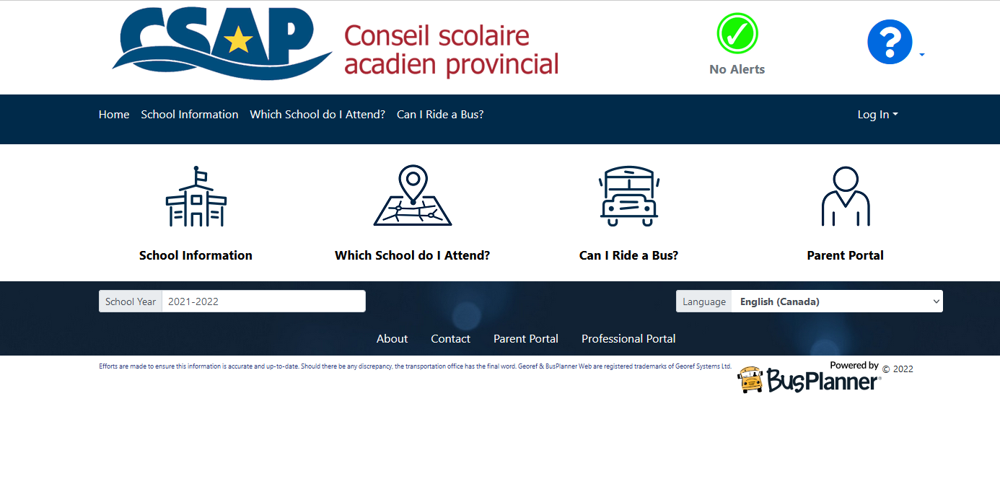 CSAP
Conseil scolaire
acadien provincial
No Alerts
Home School Information Which School do I Attend? Can I Ride a Bus? Log In
School Information Which School do I Attend? Can I Ride a Bus? Parent Portal
School Year 2021-2022 Language English (Canada)
About Contact Parent Portal Professional Portal
Efforts are made to ensure this information is accurate and up-to-date. Should there be any discrepancy, the transportation office has the final word. Georef & BusPlanner Web are registered trademarks of Georef Systems Ltd.
Powered by
BusPlanner® © 2022